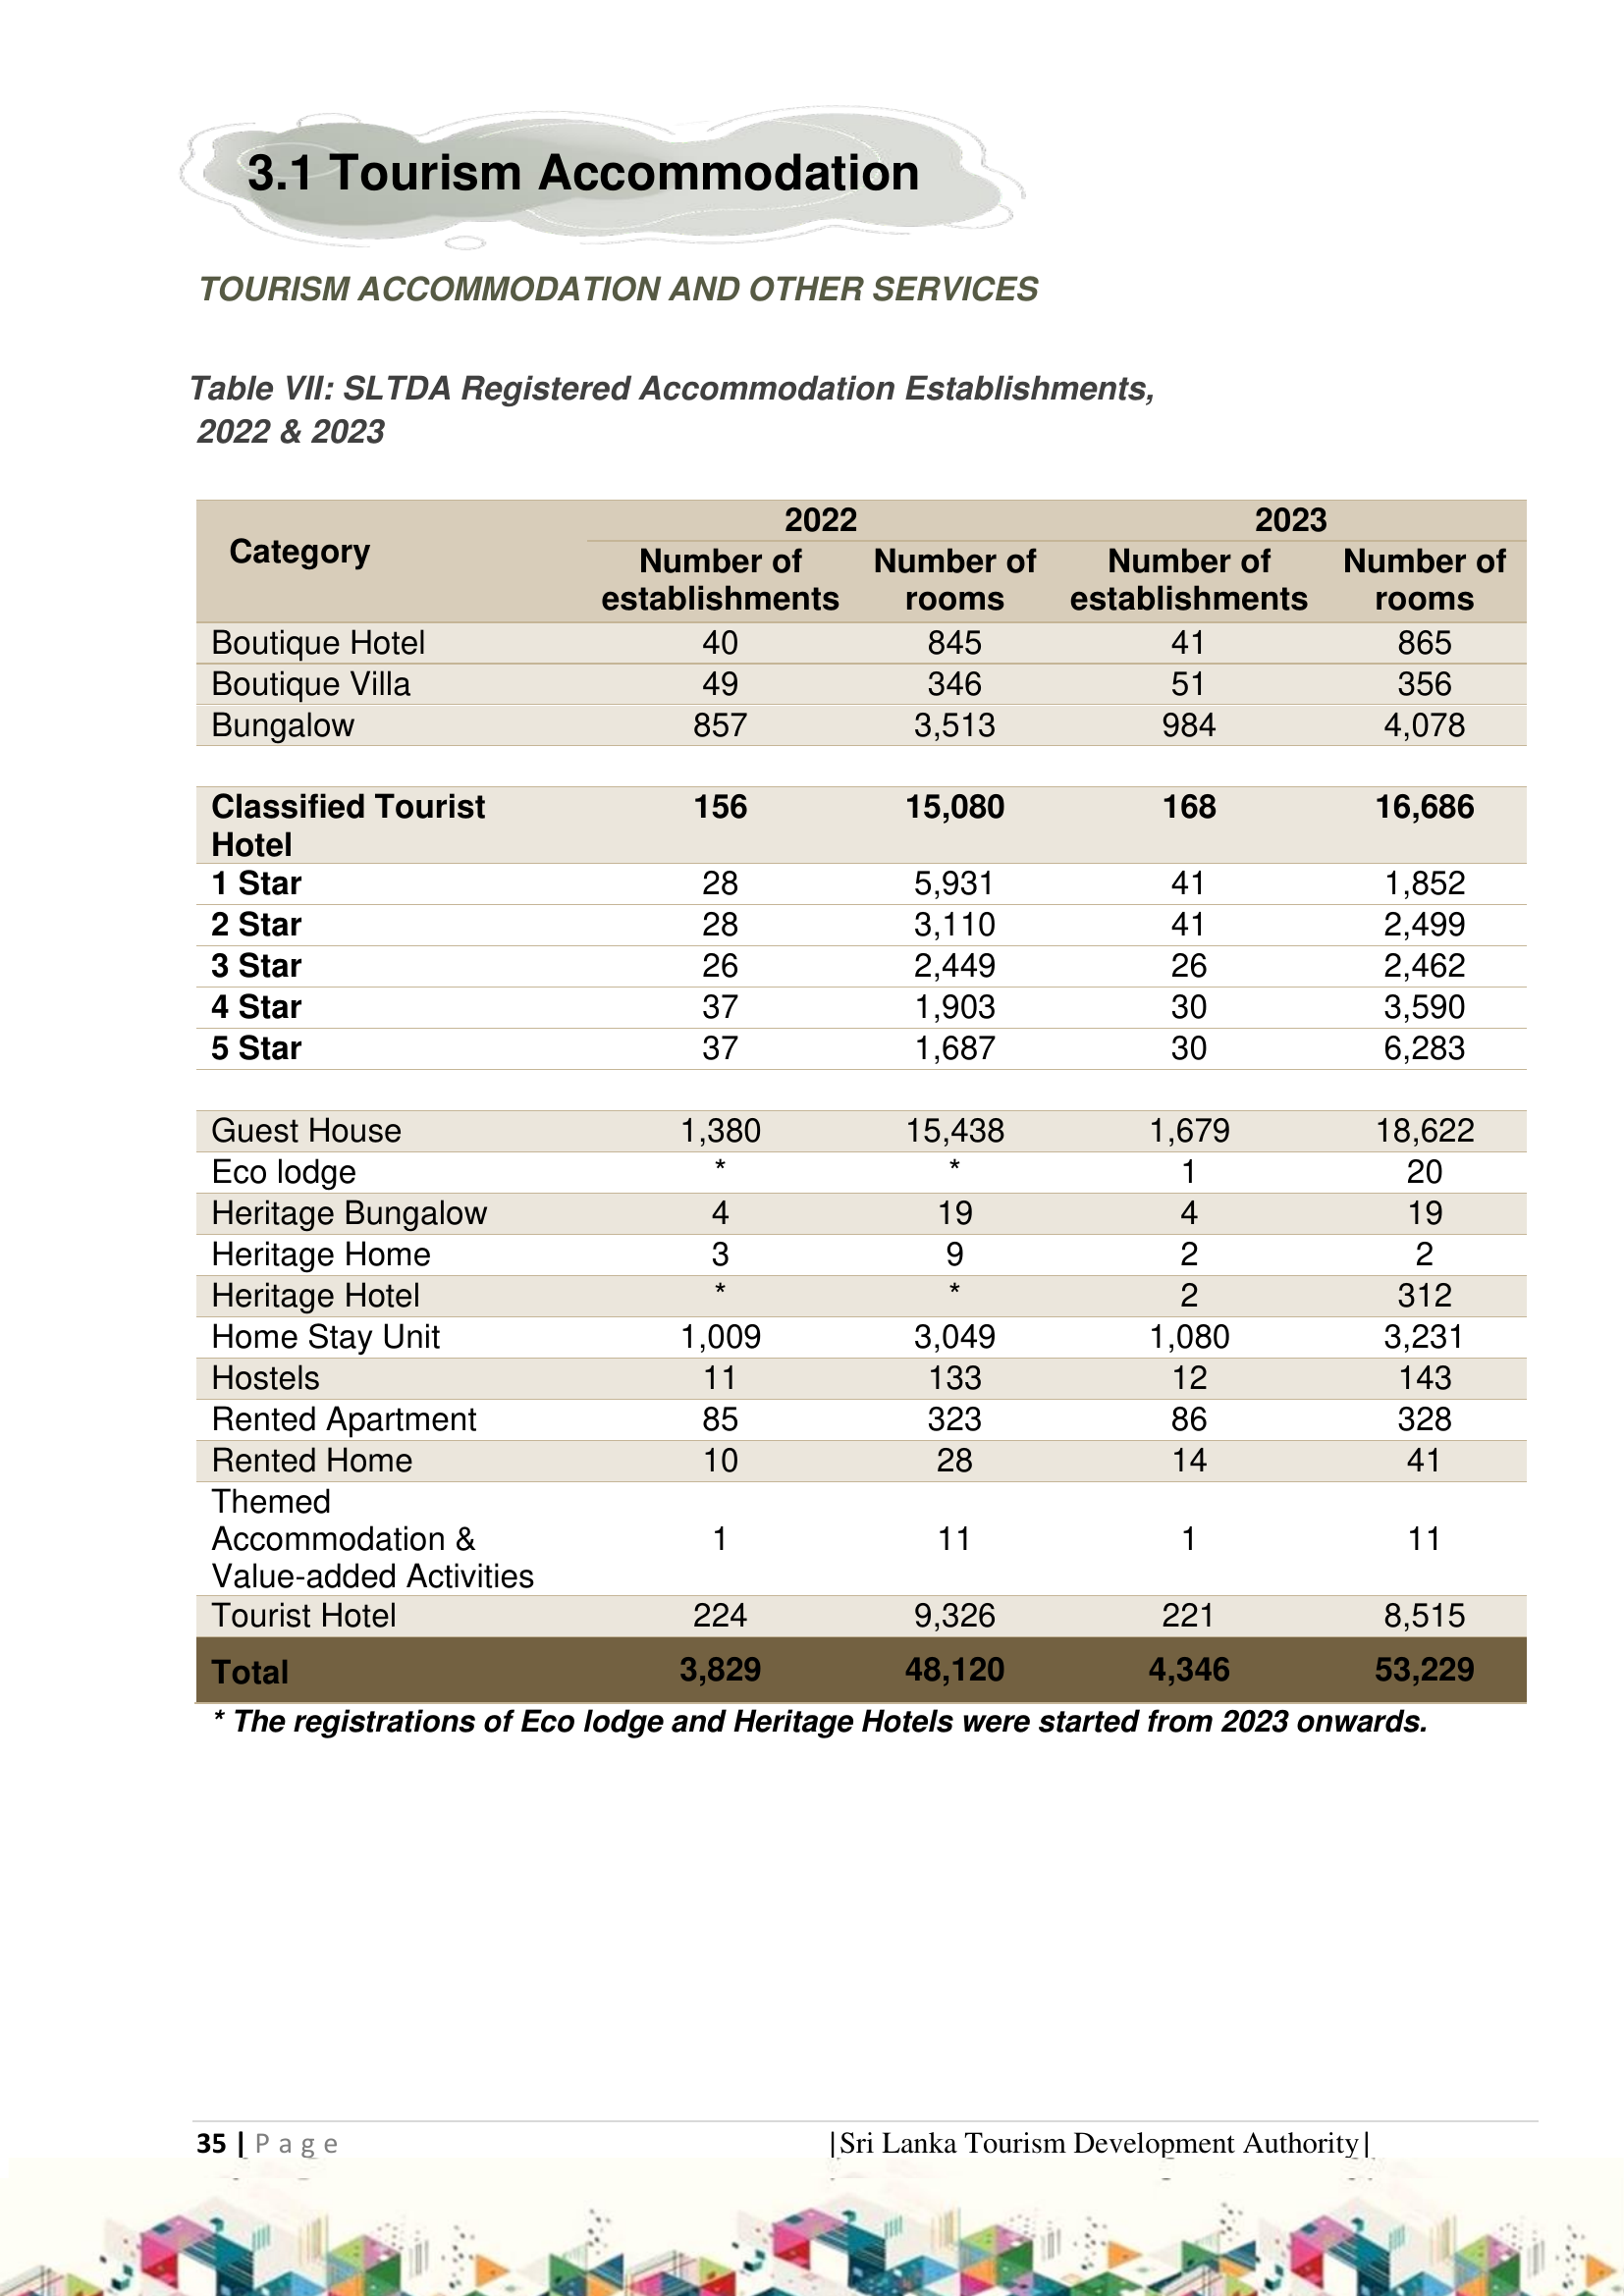 3.1 Tourism Accommodation
TOURISM ACCOMMODATION AND OTHER SERVICES
Table VII: SLTDA Registered Accommodation Establishments,
2022 & 2023
Category 2022 2023
Number of establishments Number of rooms Number of establishments Number of rooms
Boutique Hotel 40 845 41 865
Boutique Villa 49 346 51 356
Bungalow 857 3,513 984 4,078
Classified Tourist Hotel 156 15,080 168 16,686
1 Star 28 5,931 41 1,852
2 Star 28 3,110 41 2,499
3 Star 26 2,449 26 2,462
4 Star 37 1,903 30 3,590
5 Star 37 1,687 30 6,283
Guest House 1,380 15,438 1,679 18,622
Eco lodge * * 1 20
Heritage Bungalow 4 19 4 19
Heritage Home 3 9 2 2
Heritage Hotel * * 2 312
Home Stay Unit 1,009 3,049 1,080 3,231
Hostels 11 133 12 143
Rented Apartment 85 323 86 328
Rented Home 10 28 14 41
Themed Accommodation & Value-added Activities 1 11 1 11
Tourist Hotel 224 9,326 221 8,515
Total 3,829 48,120 4,346 53,229
* The registrations of Eco lodge and Heritage Hotels were started from 2023 onwards.
35 | Page |Sri Lanka Tourism Development Authority|